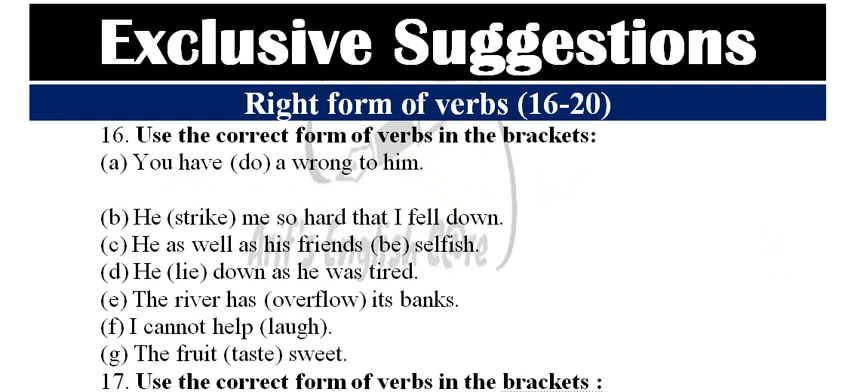 Exclusive Suggestions
Right form of verbs (16-20)
16. Use the correct form of verbs in the brackets:
(a) You have (do) a wrong to him.
(b) He (strike) me so hard that I fell down.
(c) He as well as his friends (be) selfish.
(d) He (lie) down as he was tired.
(e) The river has (overflow) its banks.
(f) I cannot help (laugh).
(g) The fruit (taste) sweet.
17. Use the correct form of verbs in the brackets :
Arif's English C@re